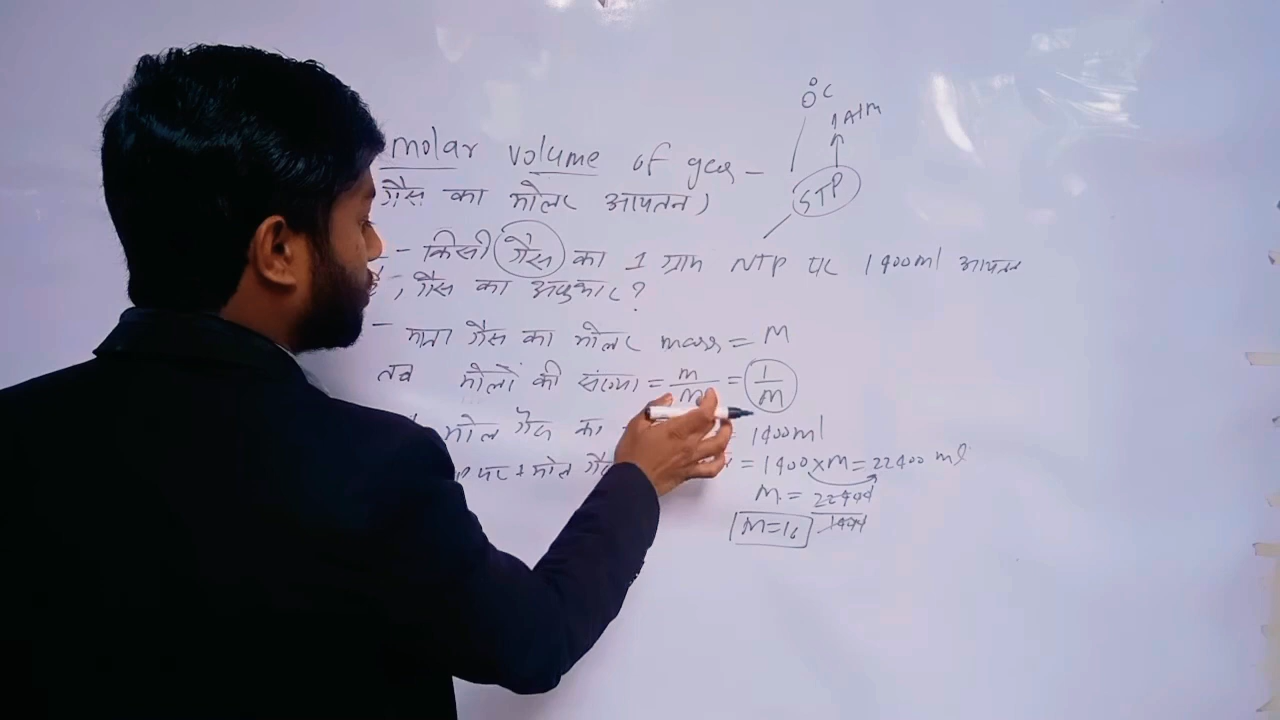 0°C
1 Atm
molar volume of gas –
STP
गैस का मोलर आयतन)
– किसी गैस का 1 ग्राम NTP पर 1400ml आयतन
है, गैस का अणुभार ?
– माना गैस का मोलर mass = M
तब मोलों की संख्या = m/M = 1/M
मोल गैस का = 1400ml
पर 1 मोल गैस = 1400 x M = 22400 ml
M = 22400/1400
M=16